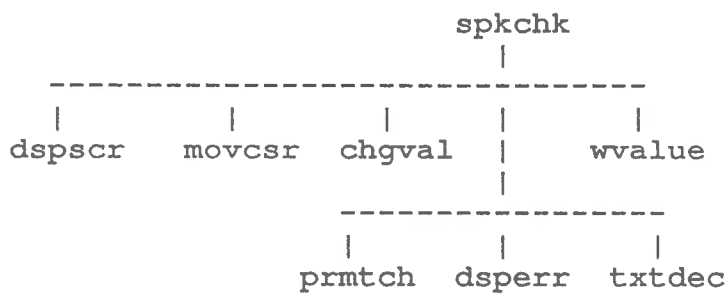 spkchk
dspscr movcsr chgval wvalue
prmtch dsperr txtdec